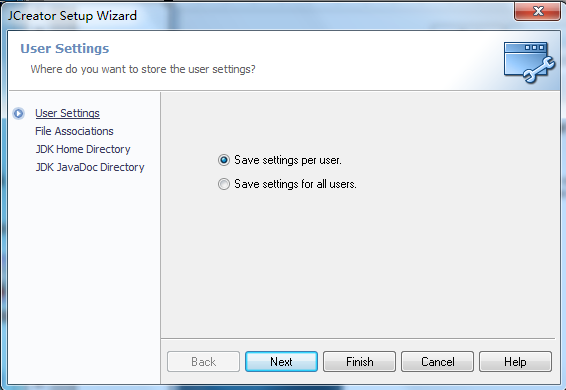 JCreator Setup Wizard
User Settings
Where do you want to store the user settings?
User Settings
File Associations
JDK Home Directory
JDK JavaDoc Directory
Save settings per user.
Save settings for all users.
Back
Next
Finish
Cancel
Help